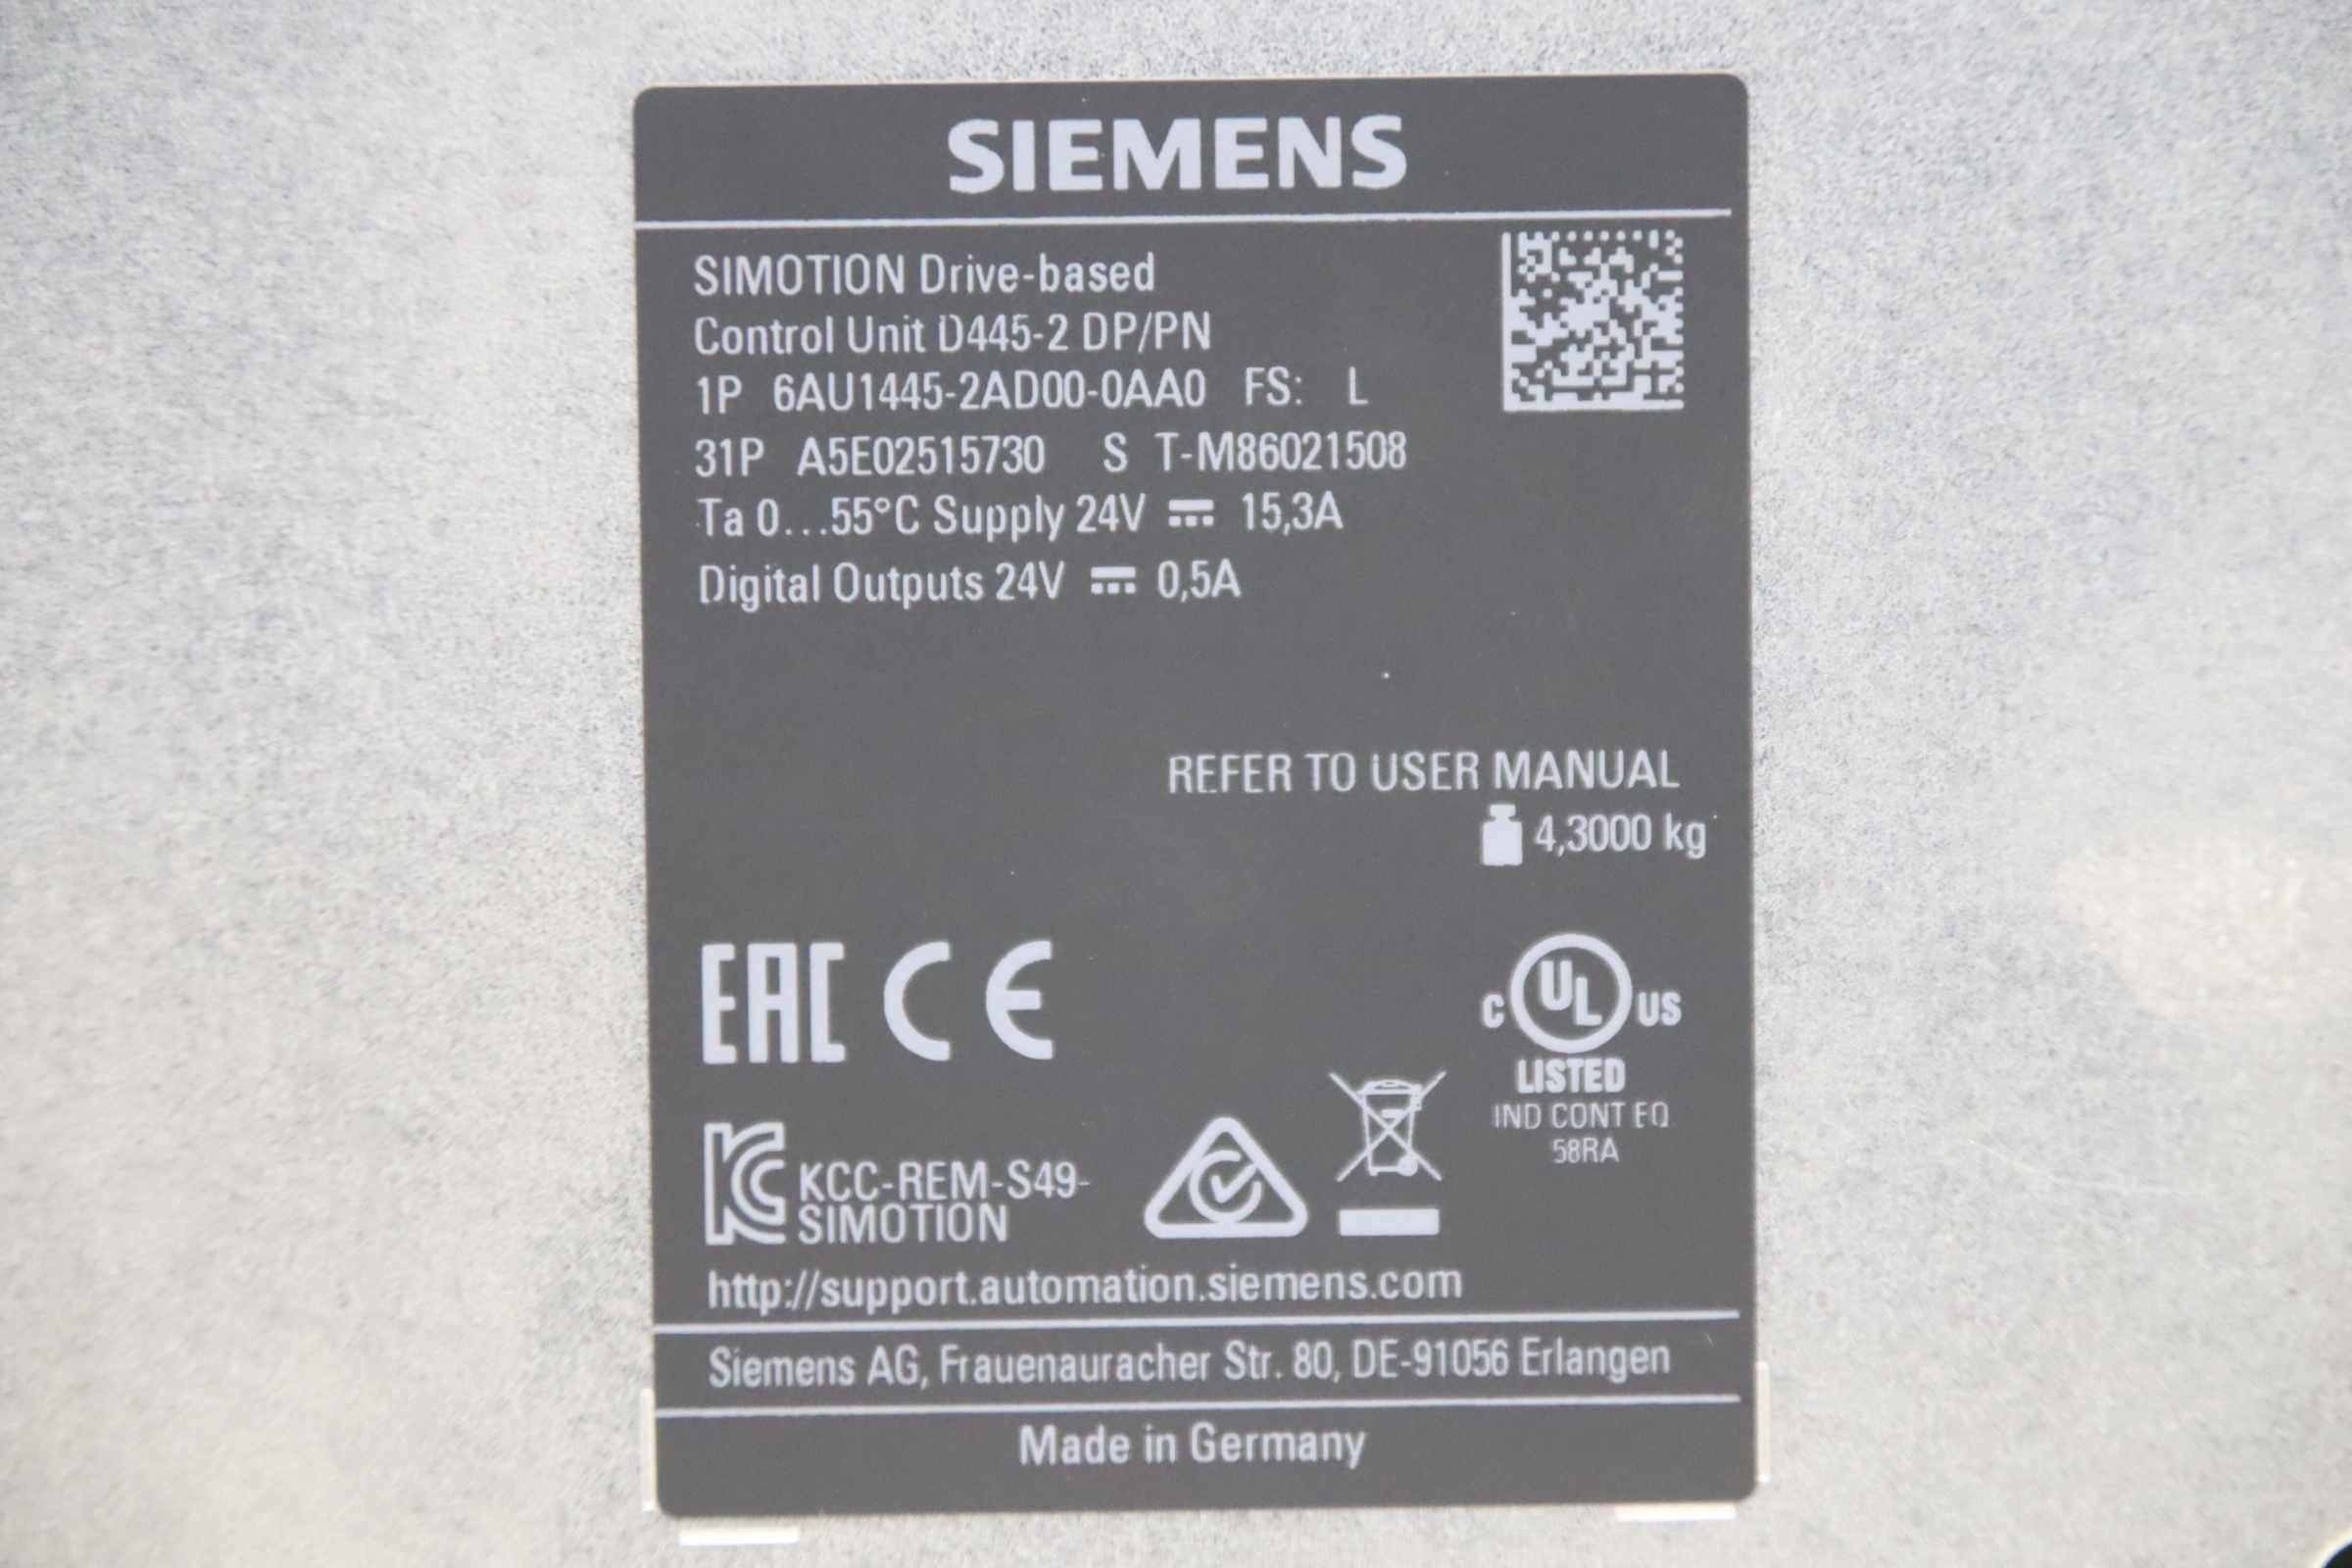 SIEMENS
SIMOTION Drive-based
Control Unit D445-2 DP/PN
1P 6AU1445-2AD00-0AA0 FS: L
31P A5E02515730 S T-M86021508
Ta 0...55°C Supply 24V ⎓ 15,3A
Digital Outputs 24V ⎓ 0,5A
REFER TO USER MANUAL
4,3000 kg
EAC CE
C UL US
LISTED
IND CONT EQ
58RA
KC KCC-REM-S49-
SIMOTION
http://support.automation.siemens.com
Siemens AG, Frauenauracher Str. 80, DE-91056 Erlangen
Made in Germany